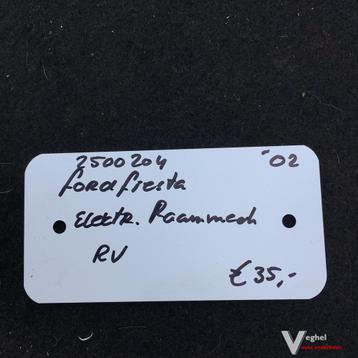 2500204 '02
ford fiesta
Elektr. Raammech
RV
€ 35,-
Veghel